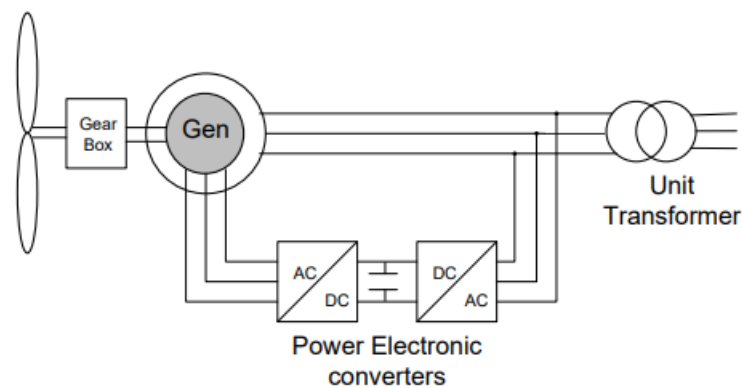 Gear
Box
Gen
Unit
Transformer
AC
DC
DC
AC
Power Electronic
converters